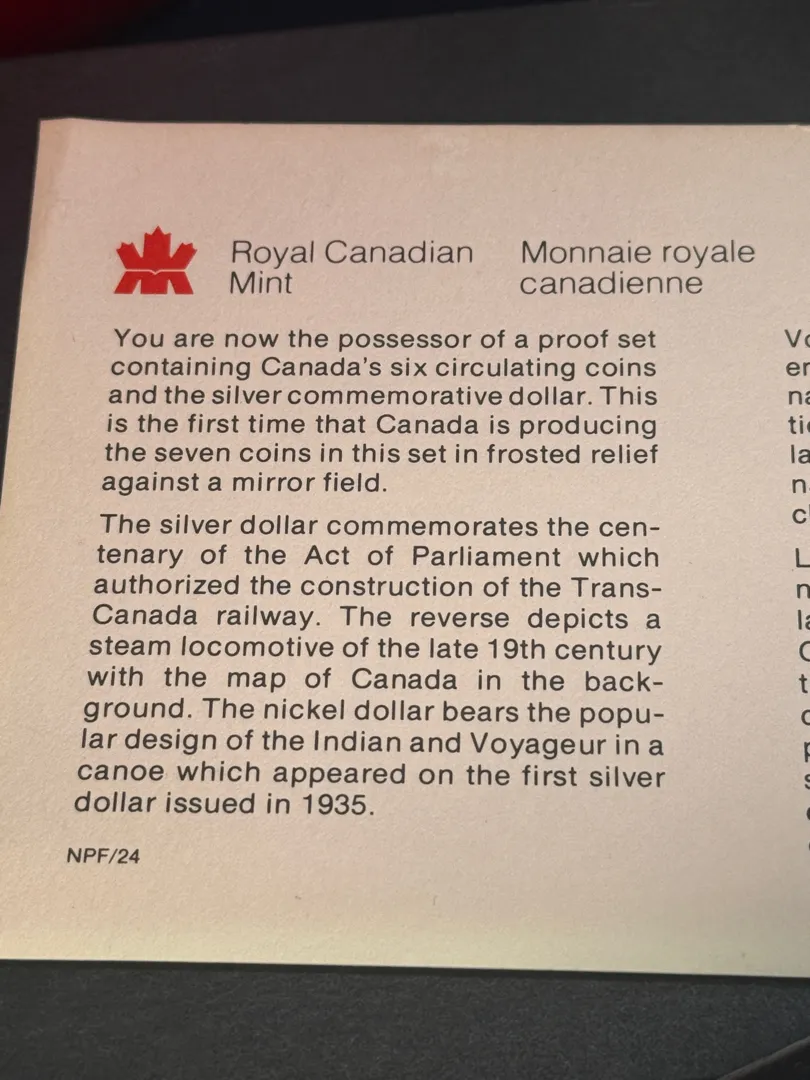 Royal Canadian
Mint
Monnaie royale
canadienne
You are now the possessor of a proof set
containing Canada's six circulating coins
and the silver commemorative dollar. This
is the first time that Canada is producing
the seven coins in this set in frosted relief
against a mirror field.
The silver dollar commemorates the cen-
tenary of the Act of Parliament which
authorized the construction of the Trans-
Canada railway. The reverse depicts a
steam locomotive of the late 19th century
with the map of Canada in the back-
ground. The nickel dollar bears the popu-
lar design of the Indian and Voyageur in a
canoe which appeared on the first silver
dollar issued in 1935.
NPF/24